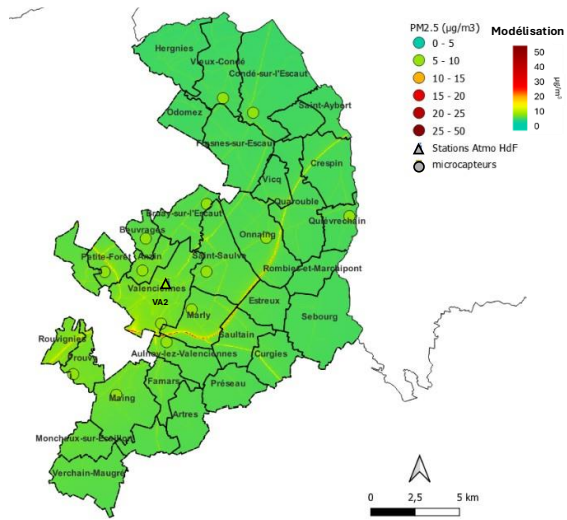 PM2.5 (µg/m3)
0 - 5
5 - 10
10 - 15
15 - 20
20 - 25
25 - 50
Stations Atmo HdF
microcapteurs
Modélisation
50
40
30
20
10
0
µg/m³
Hergnies
Vieux-Condé
Condé-sur-l'Escaut
Saint-Aybert
Odomez
Fresnes-sur-Escaut
Crespin
Vicq
Quarouble
Quiévrechain
Bruay-sur-l'Escaut
Beuvrages
Onnaing
Petite-Forêt
Anzin
Saint-Saulve
Rombies-et-Marchipont
Valenciennes
VA2
Estreux
Marly
Sebourg
Saultain
Rouvignies
Prouvy
Aulnoy-lez-Valenciennes
Curgies
Famars
Préseau
Maing
Artres
Monchaux-sur-Écaillon
Verchain-Maugré
0 2,5 5 km